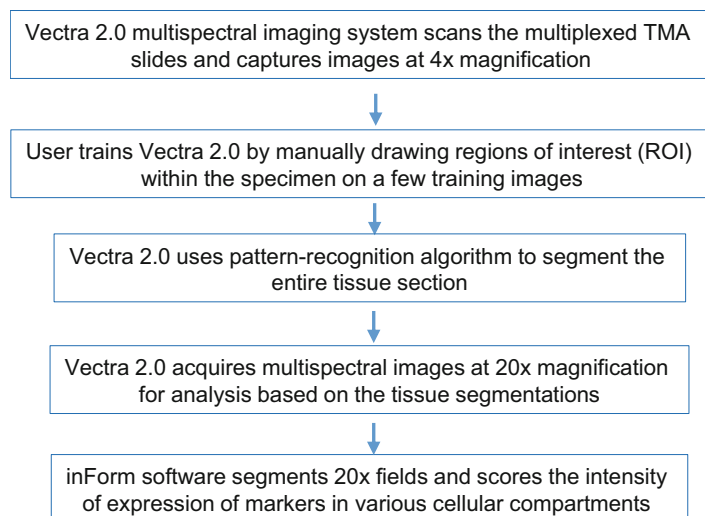 Vectra 2.0 multispectral imaging system scans the multiplexed TMA
slides and captures images at 4x magnification
User trains Vectra 2.0 by manually drawing regions of interest (ROI)
within the specimen on a few training images
Vectra 2.0 uses pattern-recognition algorithm to segment the
entire tissue section
Vectra 2.0 acquires multispectral images at 20x magnification
for analysis based on the tissue segmentations
inForm software segments 20x fields and scores the intensity
of expression of markers in various cellular compartments